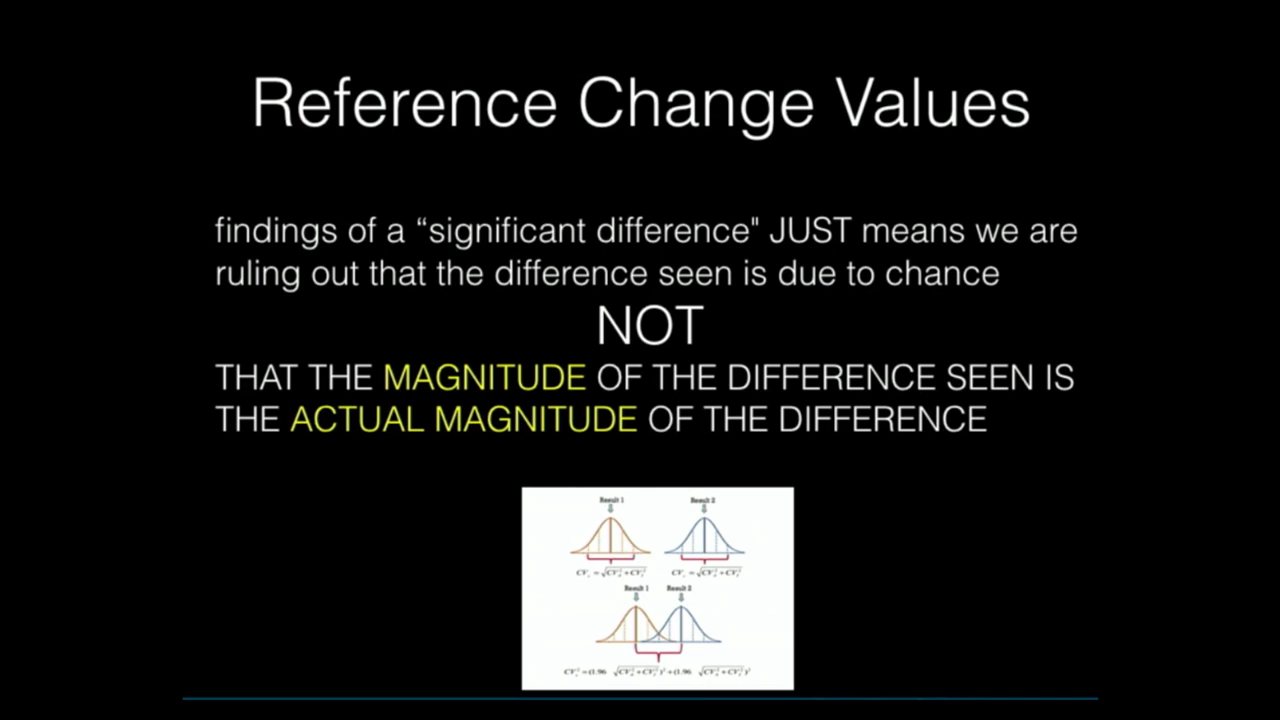 Reference Change Values
findings of a “significant difference" JUST means we are
ruling out that the difference seen is due to chance
NOT
THAT THE MAGNITUDE OF THE DIFFERENCE SEEN IS
THE ACTUAL MAGNITUDE OF THE DIFFERENCE
Result 1 Result 2
Result 1 Result 2